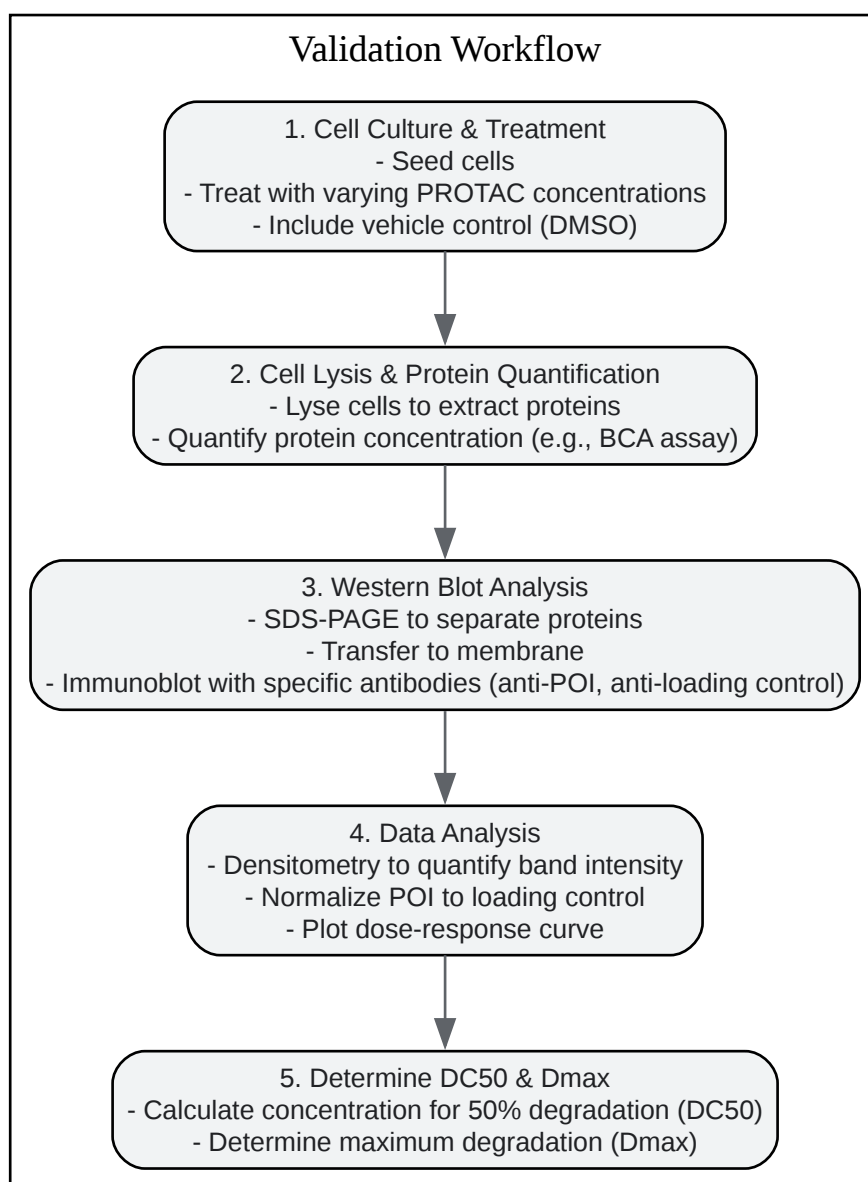 Validation Workflow
1. Cell Culture & Treatment
- Seed cells
- Treat with varying PROTAC concentrations
- Include vehicle control (DMSO)
2. Cell Lysis & Protein Quantification
- Lyse cells to extract proteins
- Quantify protein concentration (e.g., BCA assay)
3. Western Blot Analysis
- SDS-PAGE to separate proteins
- Transfer to membrane
- Immunoblot with specific antibodies (anti-POI, anti-loading control)
4. Data Analysis
- Densitometry to quantify band intensity
- Normalize POI to loading control
- Plot dose-response curve
5. Determine DC50 & Dmax
- Calculate concentration for 50% degradation (DC50)
- Determine maximum degradation (Dmax)